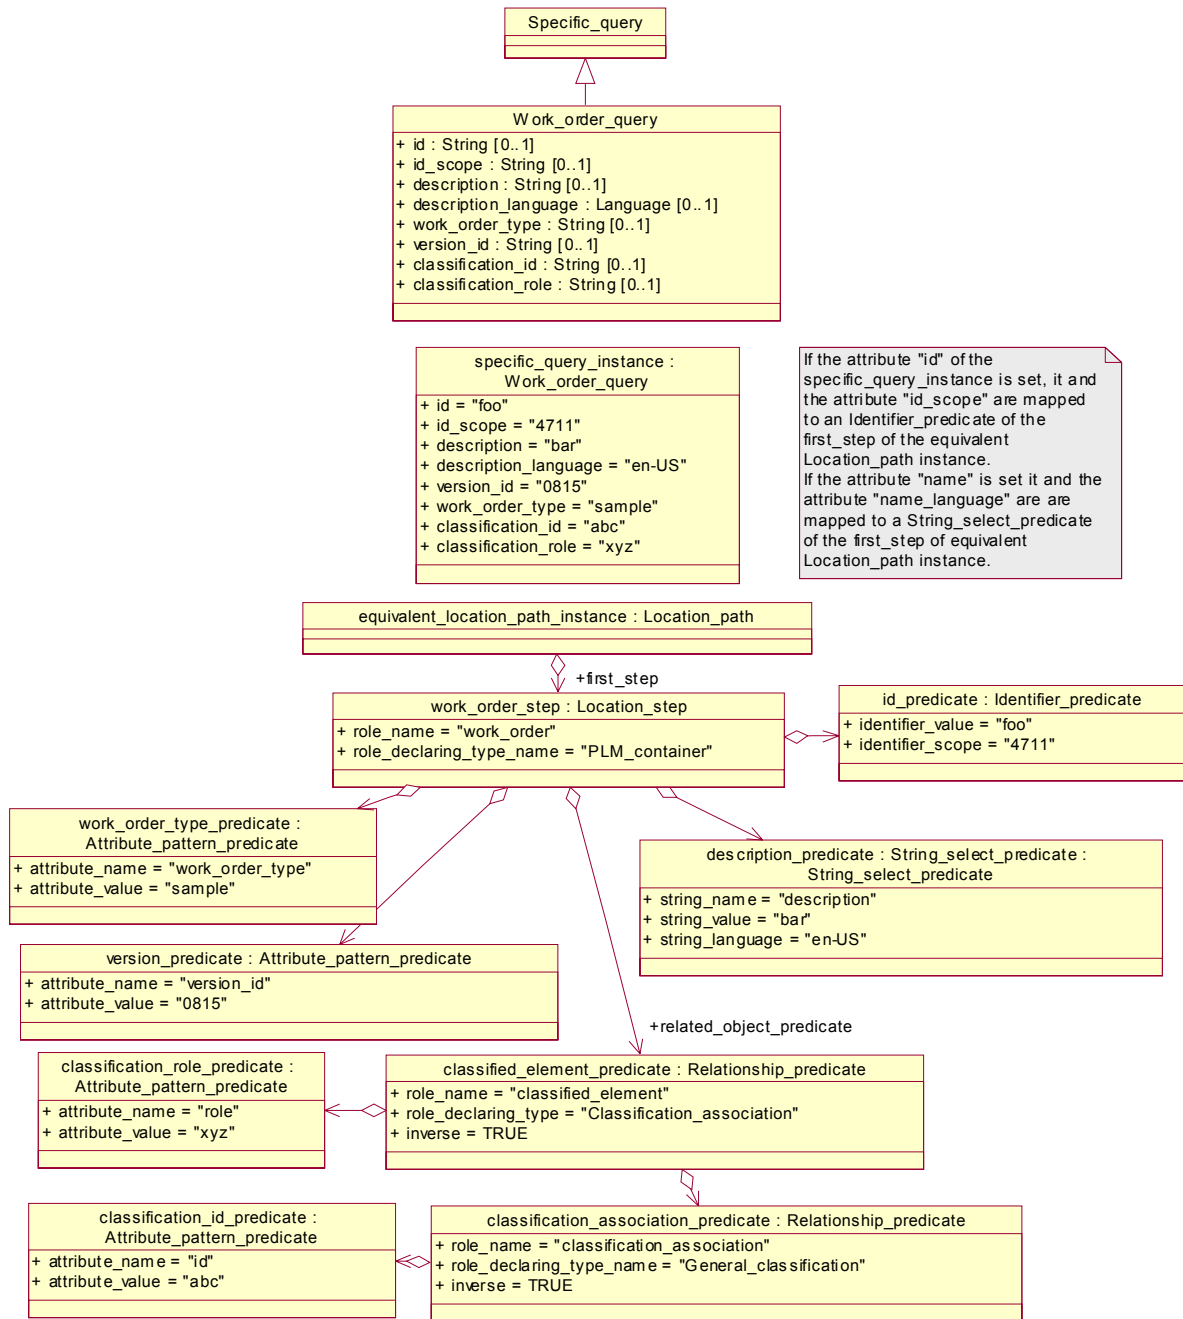 Specific_query
Work_order_query
+ id : String [0..1]
+ id_scope : String [0..1]
+ description : String [0..1]
+ description_language : Language [0..1]
+ work_order_type : String [0..1]
+ version_id : String [0..1]
+ classification_id : String [0..1]
+ classification_role : String [0..1]
specific_query_instance :
Work_order_query
+ id = "foo"
+ id_scope = "4711"
+ description = "bar"
+ description_language = "en-US"
+ version_id = "0815"
+ work_order_type = "sample"
+ classification_id = "abc"
+ classification_role = "xyz"
If the attribute "id" of the
specific_query_instance is set, it and
the attribute "id_scope" are mapped
to an Identifier_predicate of the
first_step of the equivalent
Location_path instance.
If the attribute "name" is set it and the
attribute "name_language" are are
mapped to a String_select_predicate
of the first_step of equivalent
Location_path instance.
equivalent_location_path_instance : Location_path
+first_step
work_order_step : Location_step
+ role_name = "work_order"
+ role_declaring_type_name = "PLM_container"
id_predicate : Identifier_predicate
+ identifier_value = "foo"
+ identifier_scope = "4711"
work_order_type_predicate :
Attribute_pattern_predicate
+ attribute_name = "work_order_type"
+ attribute_value = "sample"
description_predicate : String_select_predicate :
String_select_predicate
+ string_name = "description"
+ string_value = "bar"
+ string_language = "en-US"
version_predicate : Attribute_pattern_predicate
+ attribute_name = "version_id"
+ attribute_value = "0815"
+related_object_predicate
classification_role_predicate :
Attribute_pattern_predicate
+ attribute_name = "role"
+ attribute_value = "xyz"
classified_element_predicate : Relationship_predicate
+ role_name = "classified_element"
+ role_declaring_type = "Classification_association"
+ inverse = TRUE
classification_id_predicate :
Attribute_pattern_predicate
+ attribute_name = "id"
+ attribute_value = "abc"
classification_association_predicate : Relationship_predicate
+ role_name = "classification_association"
+ role_declaring_type_name = "General_classification"
+ inverse = TRUE